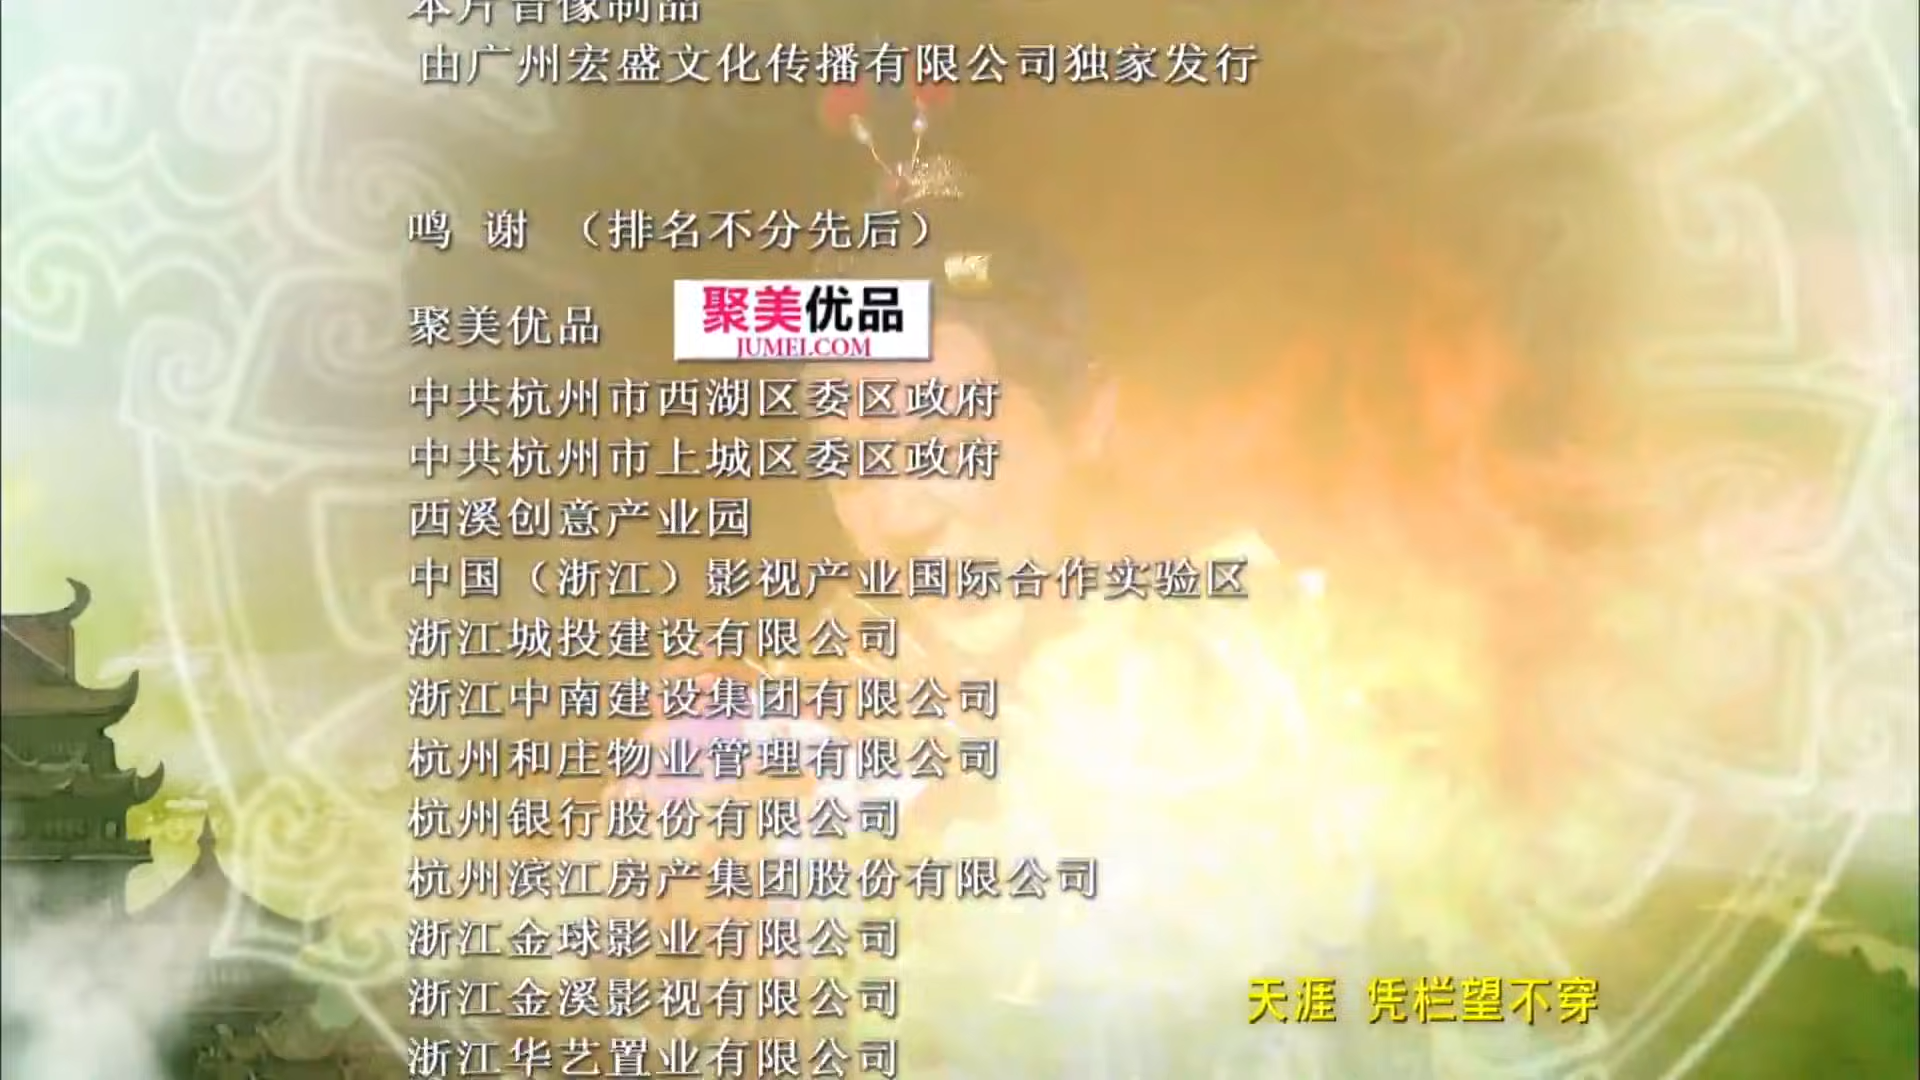 本片音像制品
由广州宏盛文化传播有限公司独家发行
鸣 谢 （排名不分先后）
聚美优品
聚美优品
JUMEI.COM
中共杭州市西湖区委区政府
中共杭州市上城区委区政府
西溪创意产业园
中国（浙江）影视产业国际合作实验区
浙江城投建设有限公司
浙江中南建设集团有限公司
杭州和庄物业管理有限公司
杭州银行股份有限公司
杭州滨江房产集团股份有限公司
浙江金球影业有限公司
浙江金溪影视有限公司
浙江华艺置业有限公司
天涯 凭栏望不穿